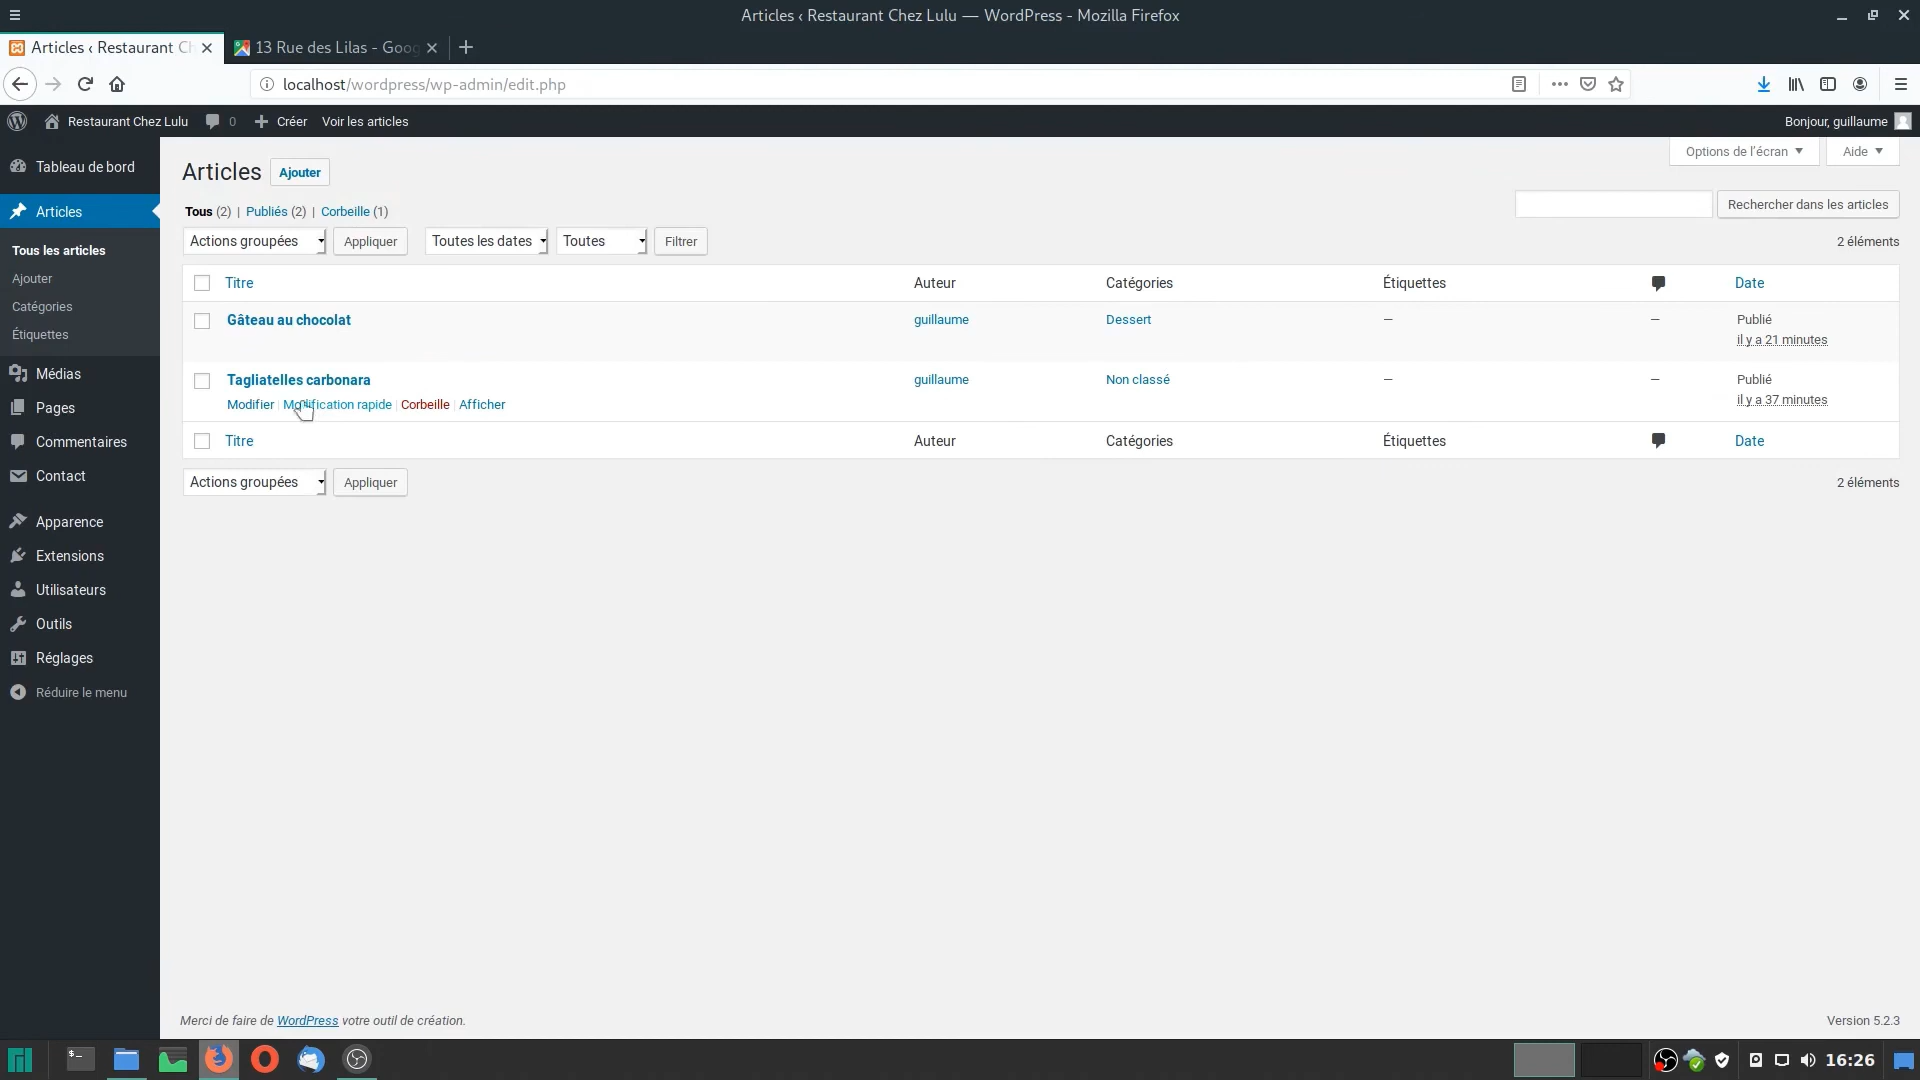 Articles ‹ Restaurant Chez Lulu — WordPress - Mozilla Firefox
Articles ‹ Restaurant Ch
13 Rue des Lilas - Goog
localhost/wordpress/wp-admin/edit.php
Restaurant Chez Lulu 0 Créer Voir les articles Bonjour, guillaume
Options de l'écran Aide
Tableau de bord
Articles
Tous les articles
Ajouter
Catégories
Étiquettes
Médias
Pages
Commentaires
Contact
Apparence
Extensions
Utilisateurs
Outils
Réglages
Réduire le menu
Articles Ajouter
Tous (2) | Publiés (2) | Corbeille (1)
Rechercher dans les articles
Actions groupées Appliquer Toutes les dates Toutes Filtrer 2 éléments
Titre Auteur Catégories Étiquettes Date
Gâteau au chocolat guillaume Dessert — — Publié
il y a 21 minutes
Tagliatelles carbonara guillaume Non classé — — Publié
Modifier | Modification rapide | Corbeille | Afficher il y a 37 minutes
Titre Auteur Catégories Étiquettes Date
Actions groupées Appliquer 2 éléments
Merci de faire de WordPress votre outil de création. Version 5.2.3
16:26